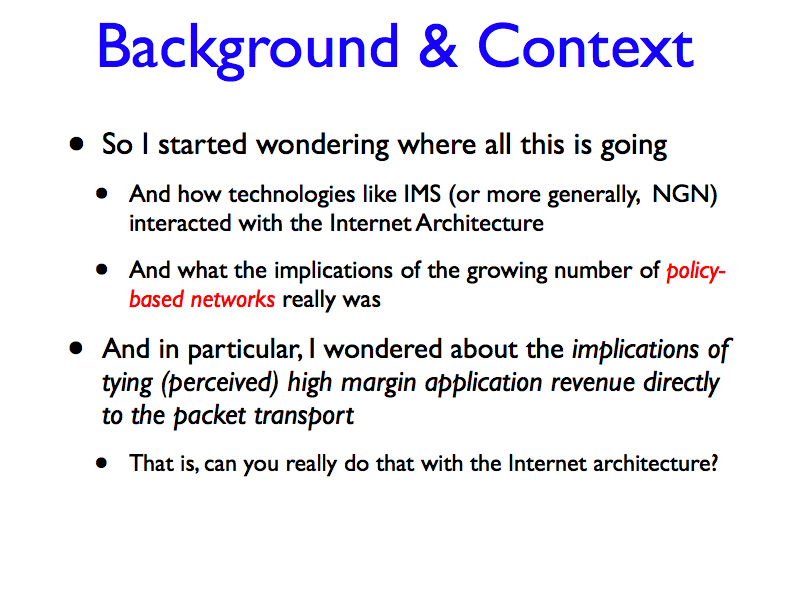 Background & Context
• So I started wondering where all this is going
• And how technologies like IMS (or more generally, NGN)
interacted with the Internet Architecture
• And what the implications of the growing number of policy-
based networks really was
• And in particular, I wondered about the implications of
tying (perceived) high margin application revenue directly
to the packet transport
• That is, can you really do that with the Internet architecture?